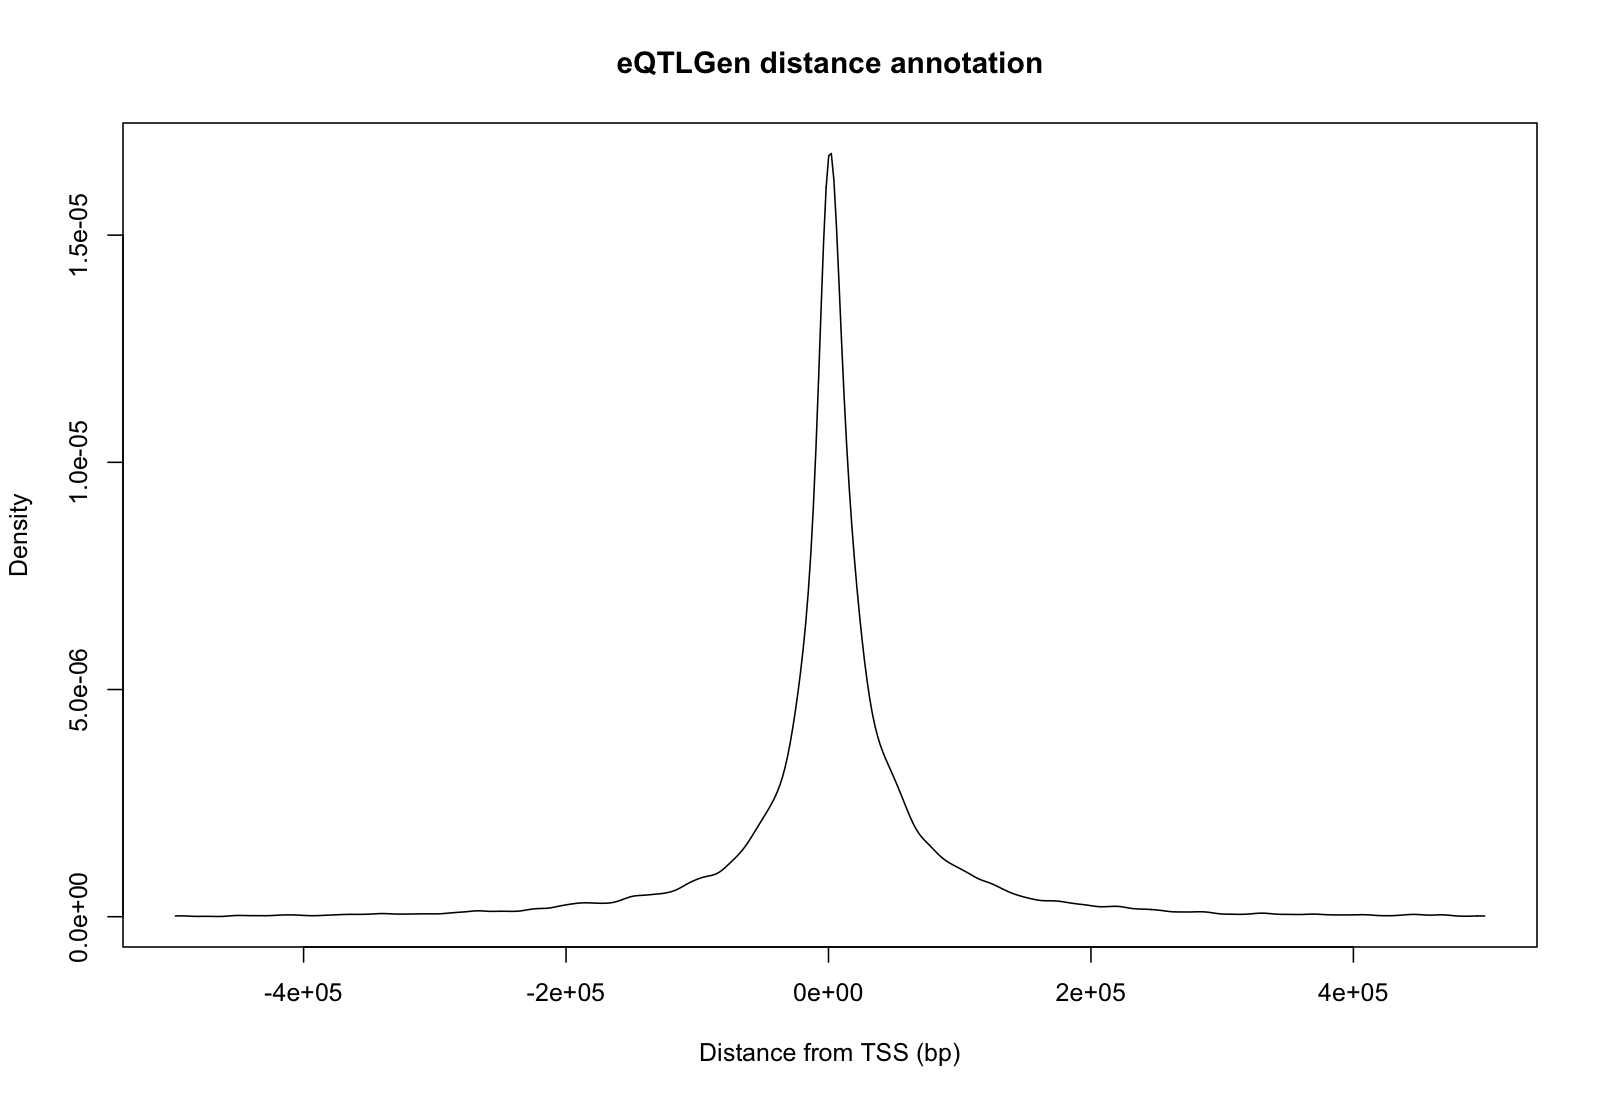 eQTLGen distance annotation
Density
1.5e-05
1.0e-05
5.0e-06
0.0e+00
-4e+05 -2e+05 0e+00 2e+05 4e+05
Distance from TSS (bp)